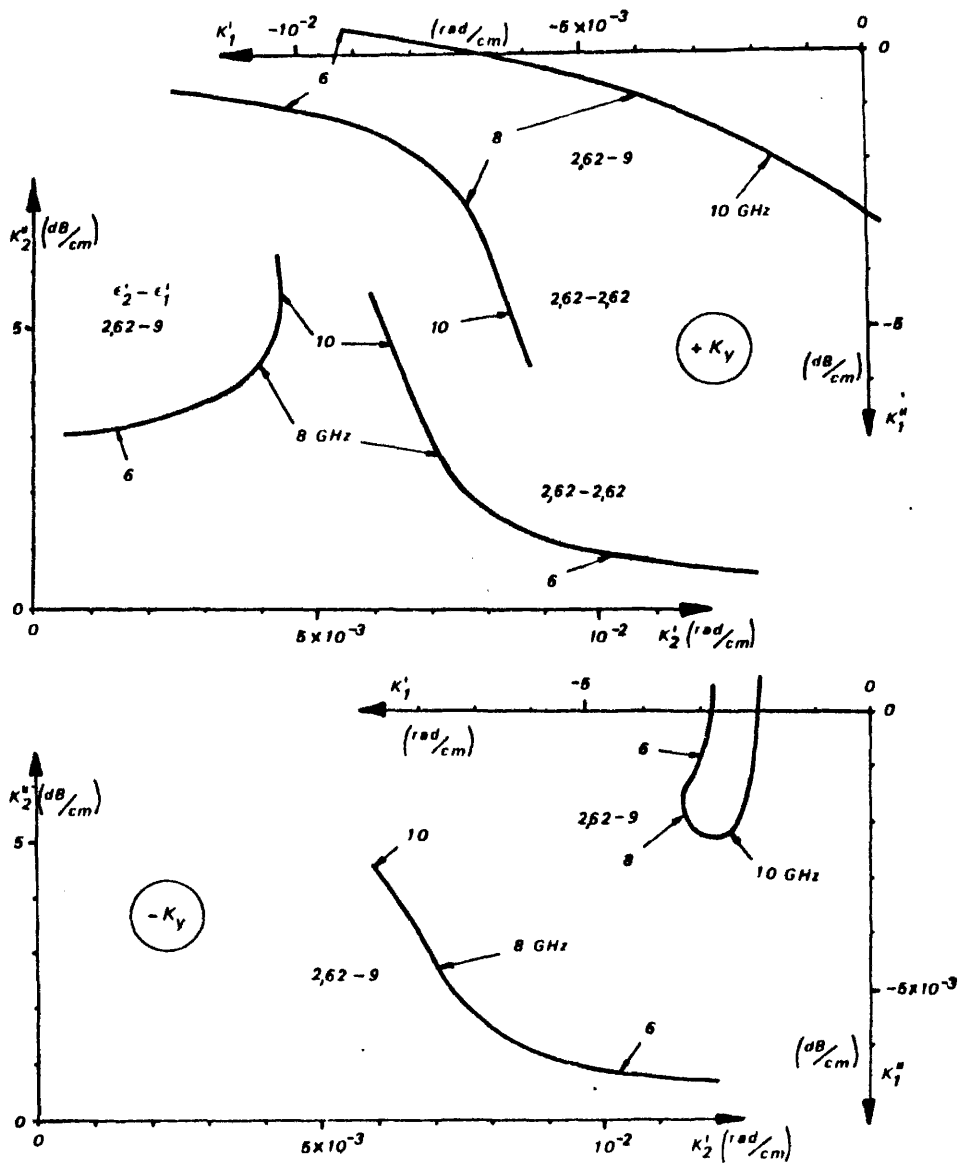 K'₁ −10⁻² (rad/cm) −5×10⁻³ 0
0
6
8
2,62−9
10 GHz
K"₂ (dB/cm)
ε'₂ − ε'₁
2,62−9
10
10
2,62−2,62
+ Ky
−5
(dB/cm)
K"₁
5
8 GHz
6
2,62−2,62
6
0
0 5×10⁻³ 10⁻² K'₂ (rad/cm)
K'₁ −5 0
(rad/cm)
0
6
K"₂ (dB/cm)
2,62−9
8
10 GHz
5
10
− Ky
8 GHz
2,62−9
−5×10⁻³
6
(dB/cm)
K"₁
0
0 5×10⁻³ 10⁻² K'₂ (rad/cm)